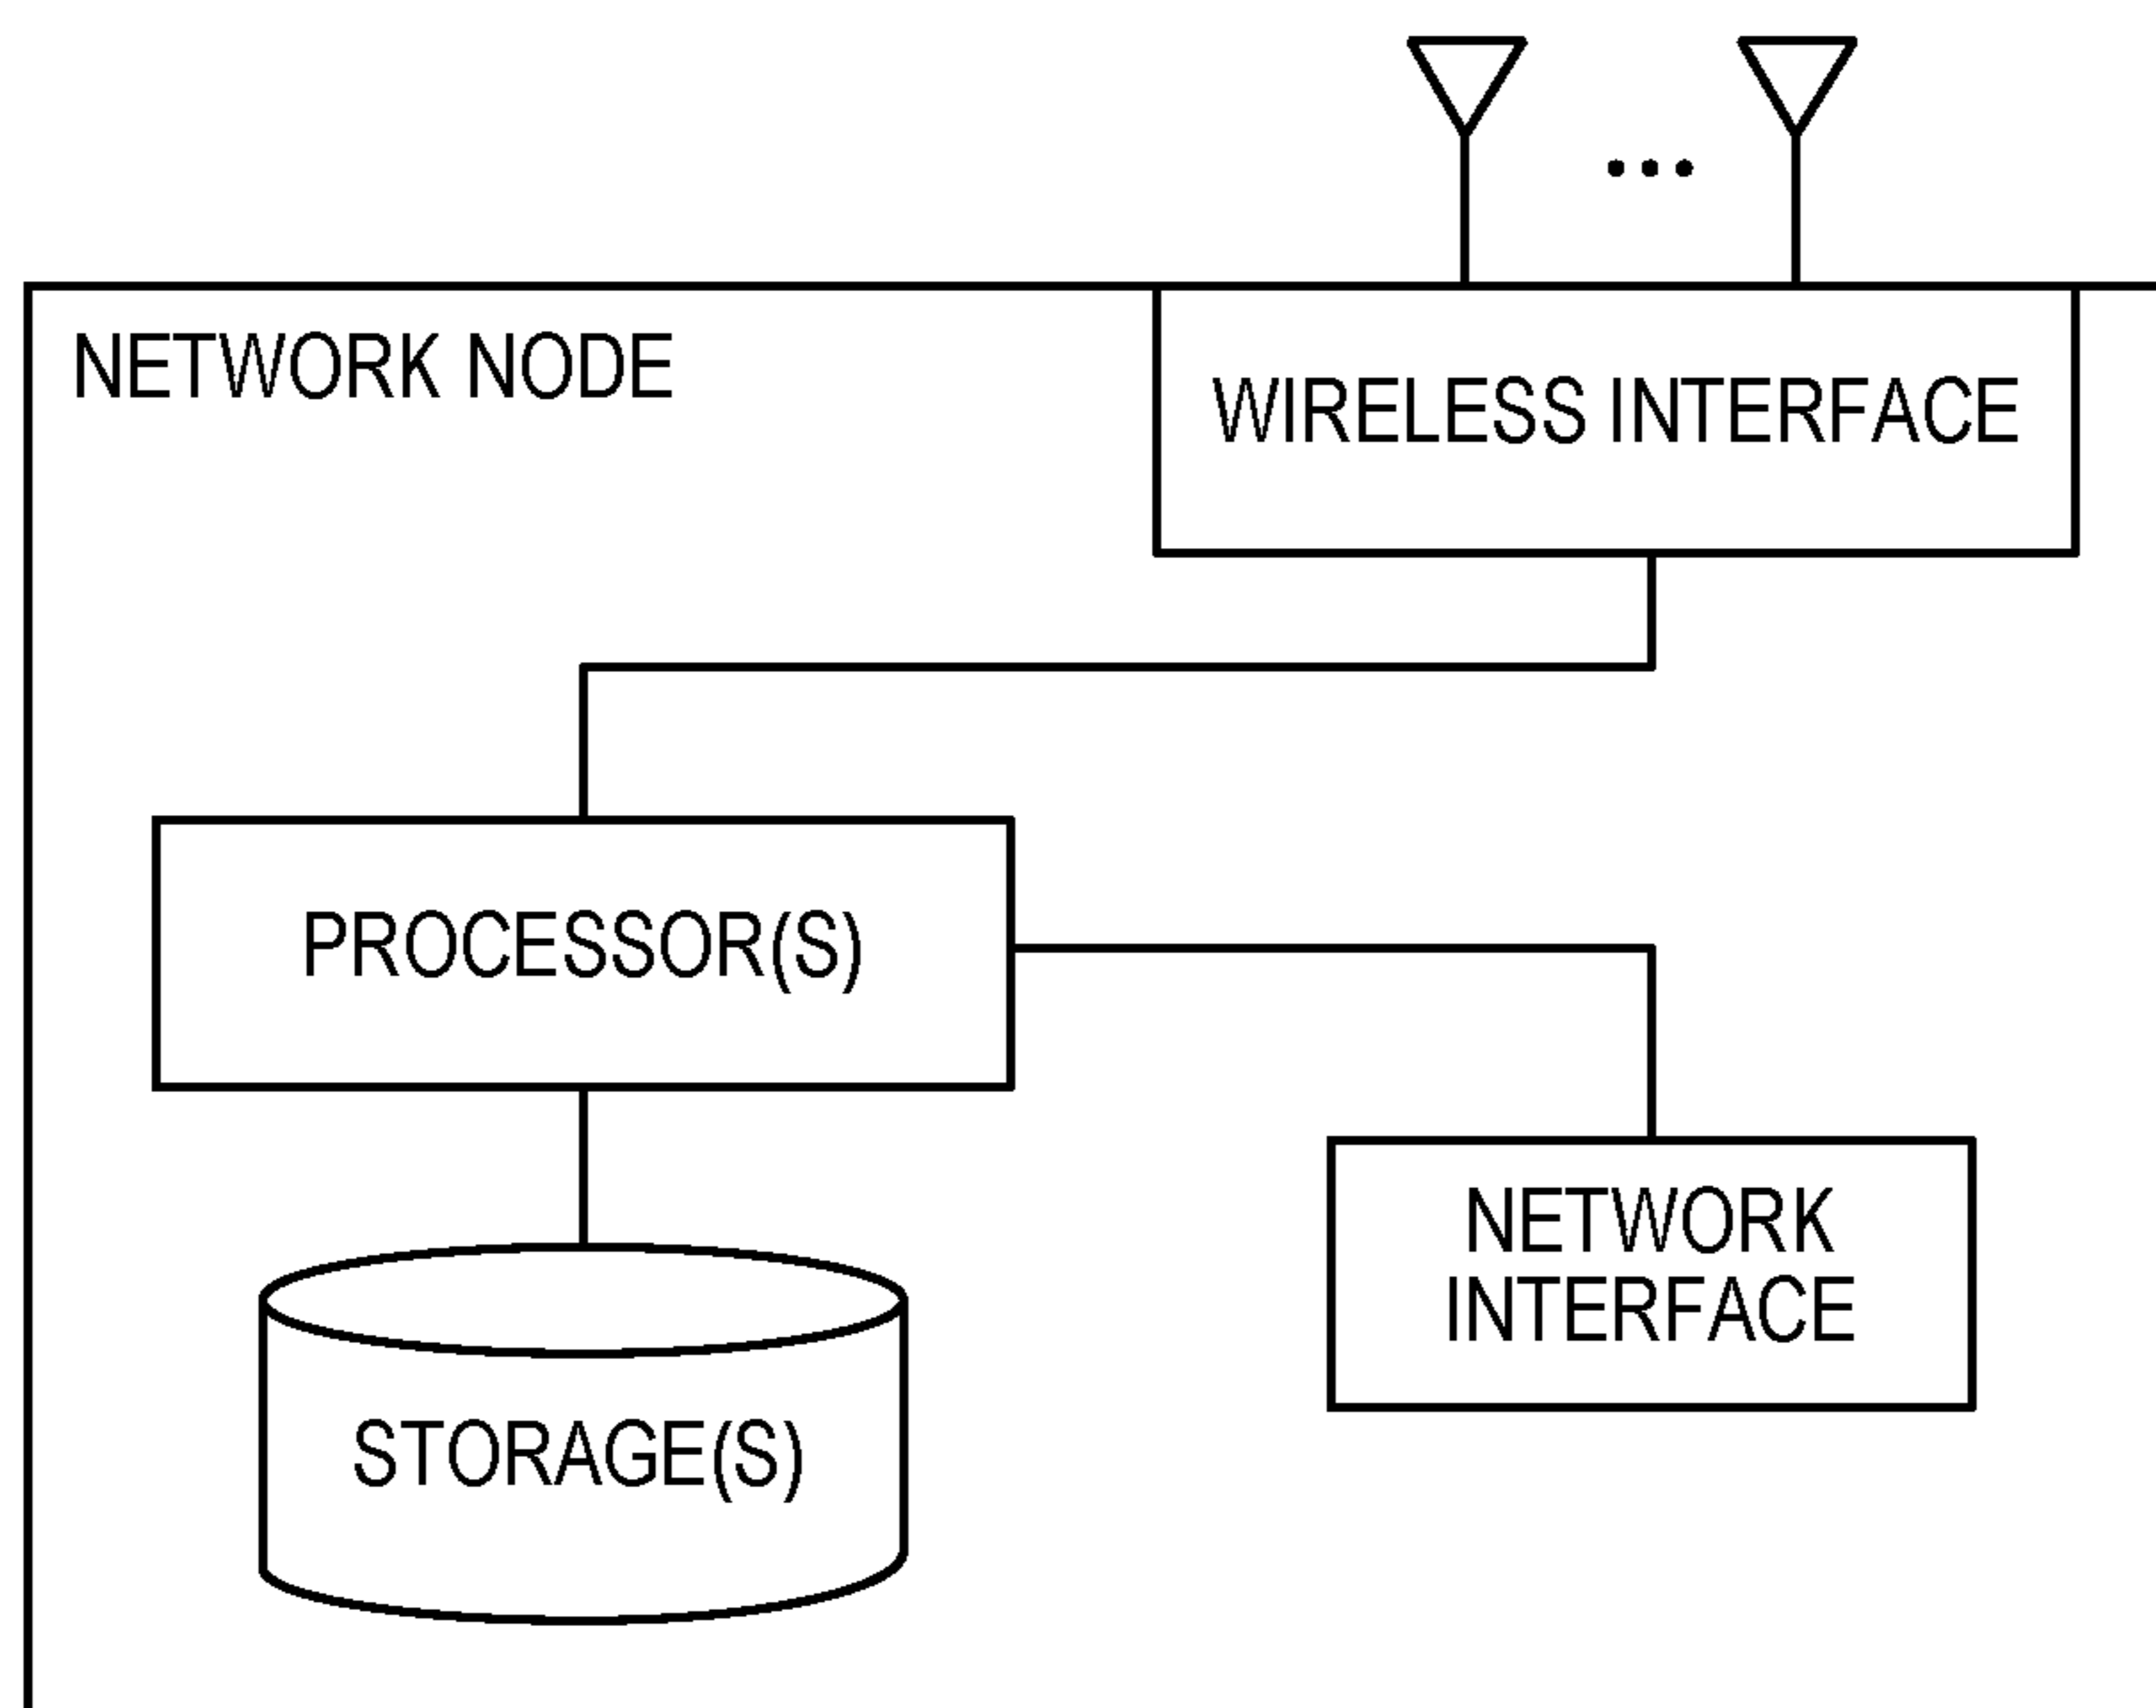 NETWORK NODE
WIRELESS INTERFACE
PROCESSOR(S)
NETWORK
INTERFACE
STORAGE(S)